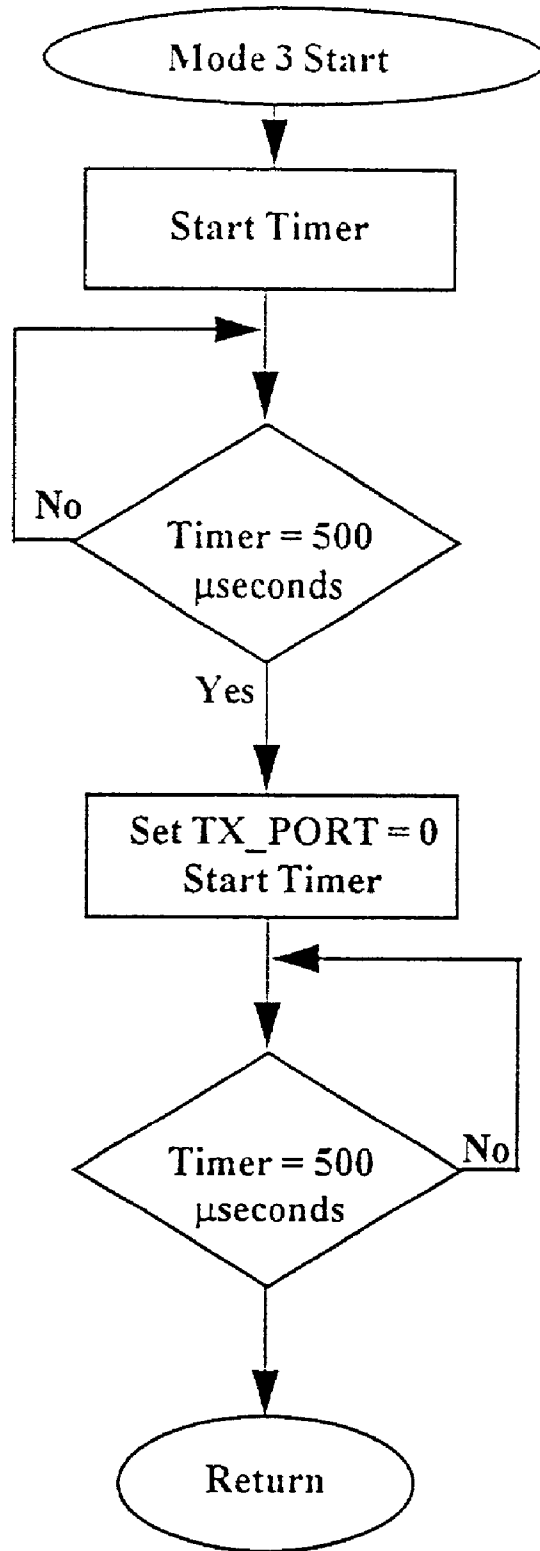 Mode 3 Start
Start Timer
No
Timer = 500
µseconds
Yes
Set TX_PORT = 0
Start Timer
Timer = 500
µseconds
No
Return